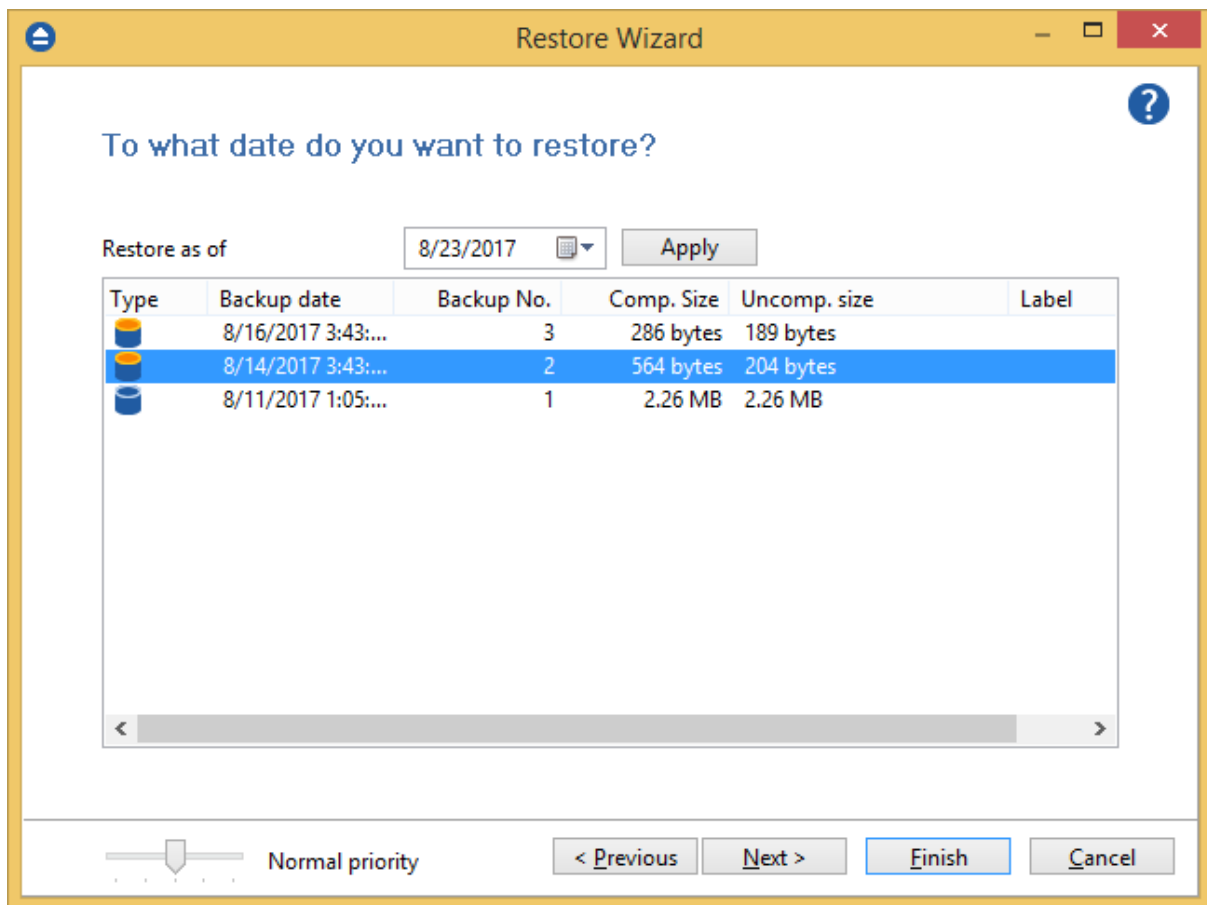 Restore Wizard
?
To what date do you want to restore?
Restore as of 8/23/2017 Apply
Type Backup date Backup No. Comp. Size Uncomp. size Label
8/16/2017 3:43:... 3 286 bytes 189 bytes
8/14/2017 3:43:... 2 564 bytes 204 bytes
8/11/2017 1:05:... 1 2.26 MB 2.26 MB
Normal priority < Previous Next > Finish Cancel